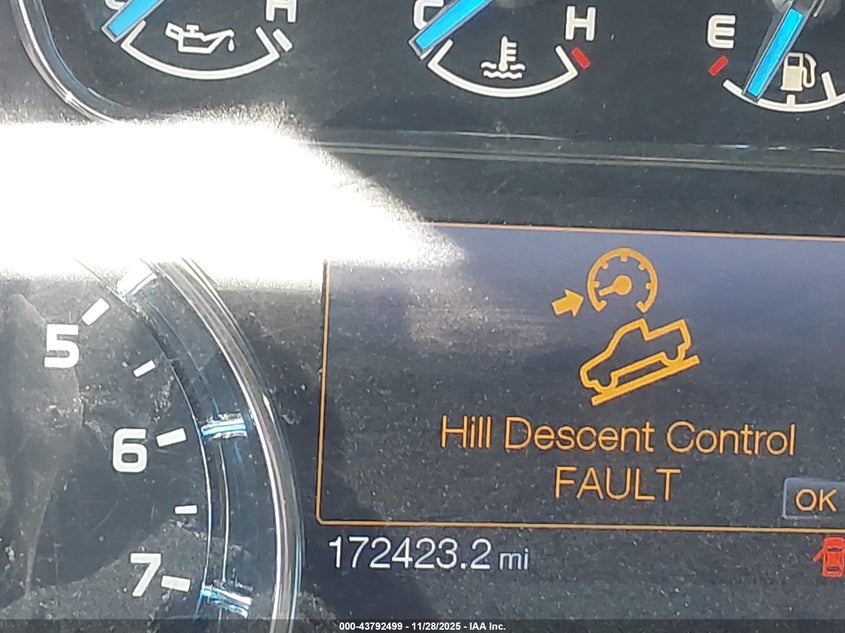 H
C H
E
Hill Descent Control
FAULT
OK
5
6
7
172423.2 mi
000-43792499 - 11/28/2025 - IAA Inc.